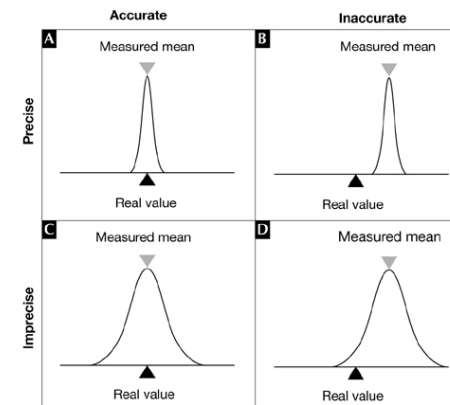 Accurate
Inaccurate
A
B
Measured mean
Measured mean
Precise
Real value
Real value
C
D
Measured mean
Measured mean
Imprecise
Real value
Real value